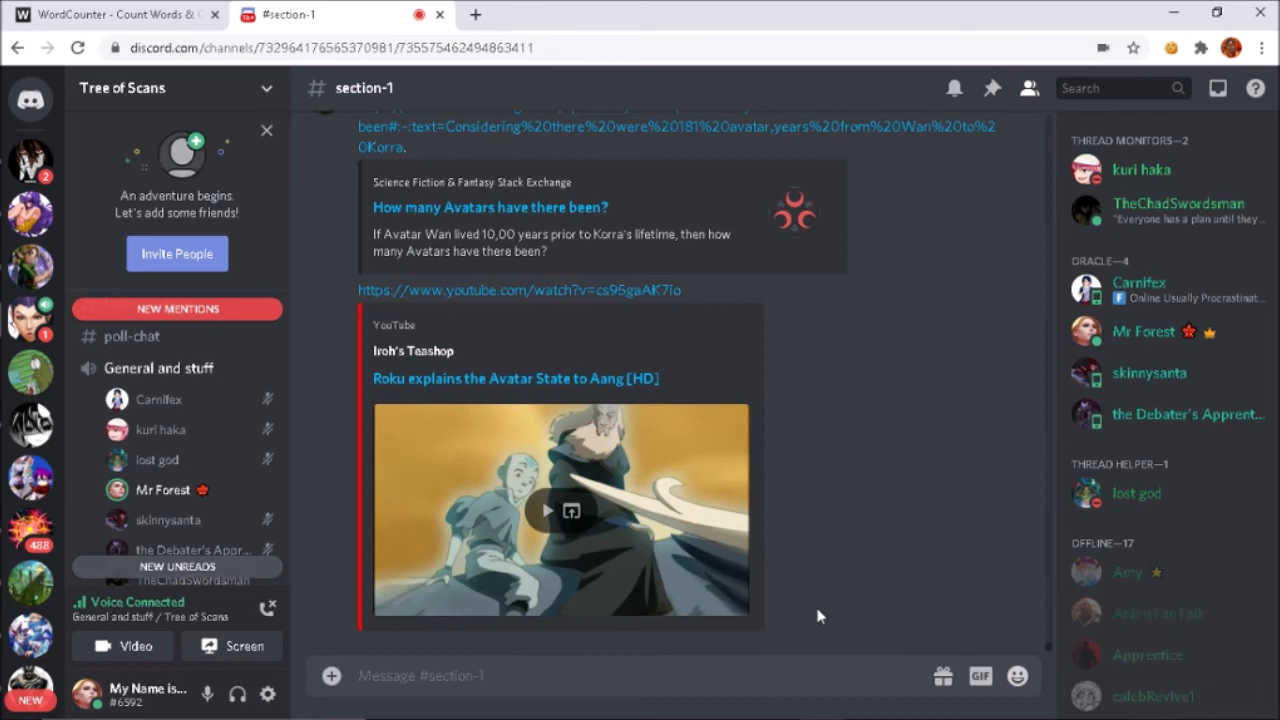 WordCounter - Count Words & C
#section-1
discord.com/channels/732964176565370981/735575462494863411
Tree of Scans
An adventure begins.
Let's add some friends!
Invite People
NEW MENTIONS
poll-chat
General and stuff
Carnifex
kuri haka
lost god
Mr Forest
skinnysanta
the Debater's Appr...
NEW UNREADS
TheChadSwordsman
Voice Connected
General and stuff / Tree of Scans
Video
Screen
My Name is...
#6592
2
1
488
NEW
# section-1
Search
been#:~:text=Considering%20there%20were%20181%20avatar,years%20from%20Wan%20to%2
0Korra.
Science Fiction & Fantasy Stack Exchange
How many Avatars have there been?
If Avatar Wan lived 10,00 years prior to Korra's lifetime, then how
many Avatars have there been?
https://www.youtube.com/watch?v=cs95gaAK7io
YouTube
Iroh's Teashop
Roku explains the Avatar State to Aang [HD]
Message #section-1
GIF
THREAD MONITORS—2
kuri haka
TheChadSwordsman
"Everyone has a plan until they...
ORACLE—4
Carnifex
Online Usually Procrastinat...
Mr Forest
skinnysanta
the Debater's Apprent...
THREAD HELPER—1
lost god
OFFLINE—17
Amy
AnimeFanTalk
Apprentice
calebRevive1